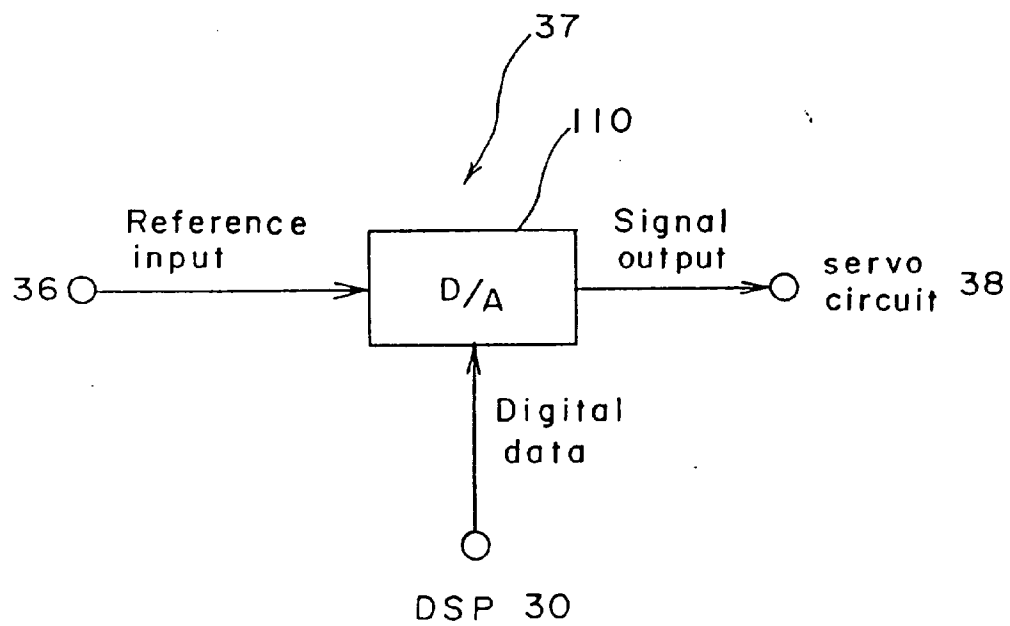 37
110
Reference
input
Signal
output
36
D/A
servo
circuit 38
Digital
data
DSP 30